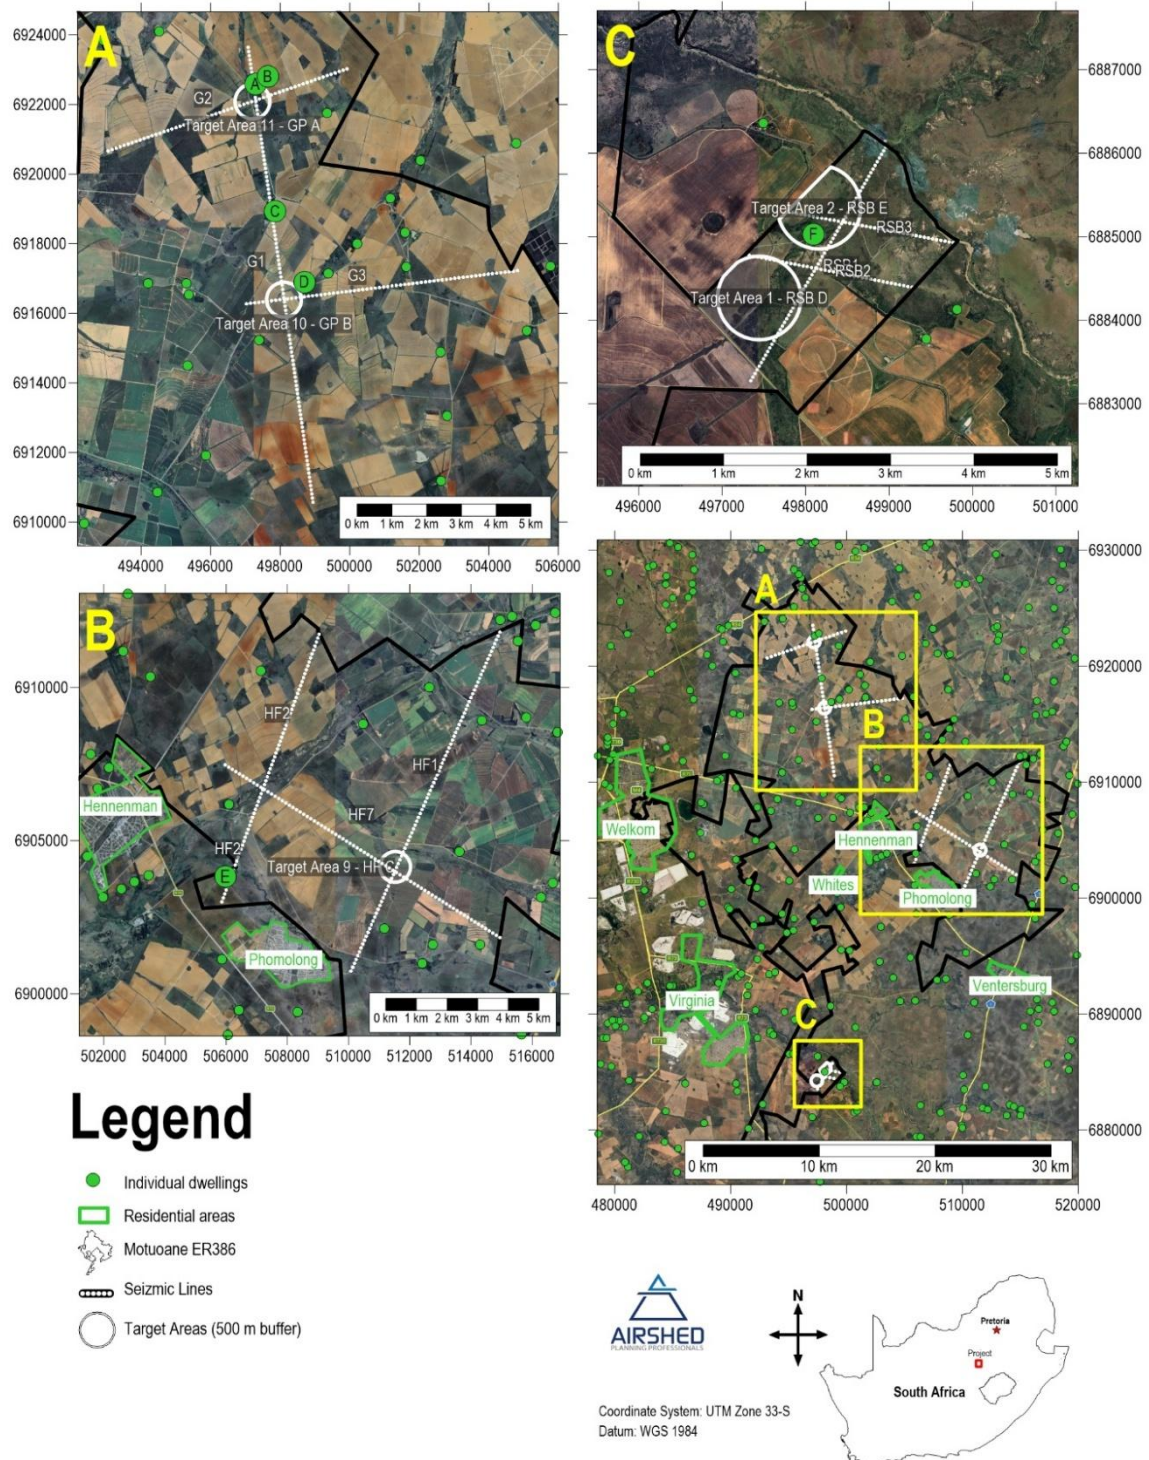 A
6924000
6922000
6920000
6918000
6916000
6914000
6912000
6910000
A
B
G2
Target Area 11 - GP A
C
G1
D
G3
Target Area 10 - GP B
0 km 1 km 2 km 3 km 4 km 5 km
494000 496000 498000 500000 502000 504000 506000
C
6887000
6886000
6885000
6884000
6883000
Target Area 2 - RSB E
F
RSB3
RSB1
RSB2
Target Area 1 - RSB D
0 km 1 km 2 km 3 km 4 km 5 km
496000 497000 498000 499000 500000 501000
B
6910000
6905000
6900000
HF2
HF1
Hennenman
HF7
HF2
Target Area 9 - HF C
E
Phomolong
0 km 1 km 2 km 3 km 4 km 5 km
502000 504000 506000 508000 510000 512000 514000 516000
6930000
6920000
6910000
6900000
6890000
6880000
A
B
Welkom
Hennenman
Whites
Phomolong
Ventersburg
Virginia
C
0 km 10 km 20 km 30 km
480000 490000 500000 510000 520000
Legend
Individual dwellings
Residential areas
Motuoane ER386
Seizmic Lines
Target Areas (500 m buffer)
AIRSHED
PLANNING PROFESSIONALS
N
Coordinate System: UTM Zone 33-S
Datum: WGS 1984
Pretoria
Project
South Africa